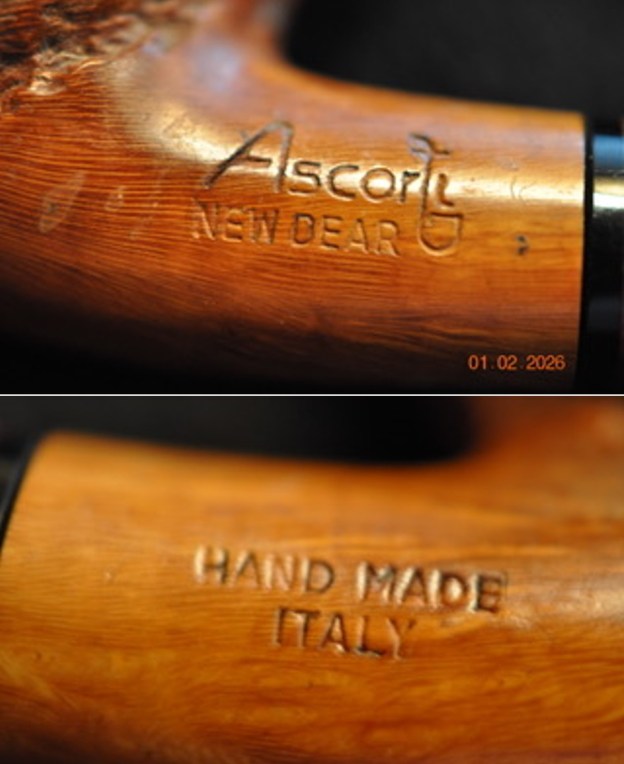 Ascorti
NEW DEAR
01.02.2026
HAND MADE
ITALY